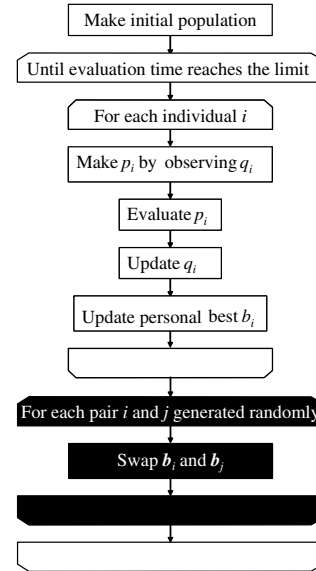 Make initial population
Until evaluation time reaches the limit
For each individual i
Make pᵢ by observing qᵢ
Evaluate pᵢ
Update qᵢ
Update personal best bᵢ
For each pair i and j generated randomly
Swap bᵢ and bⱼ